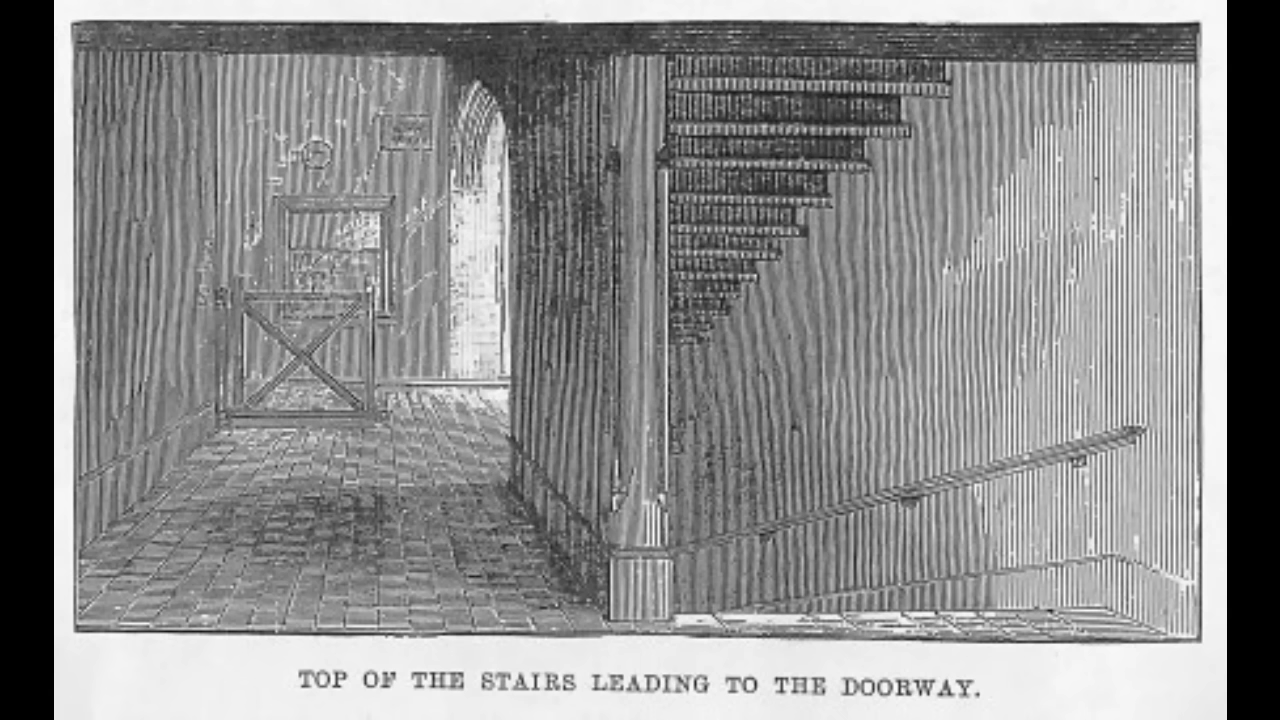 TOP OF THE STAIRS LEADING TO THE DOORWAY.